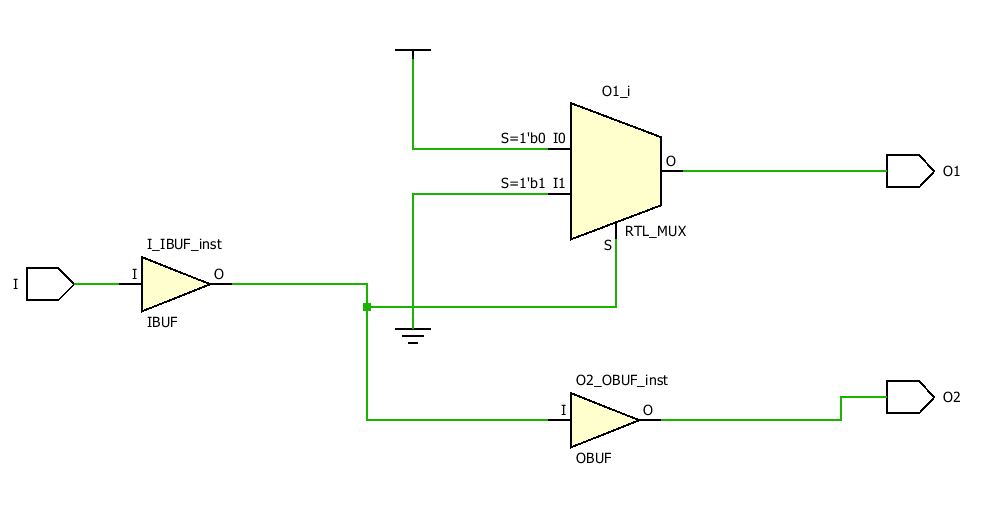 O1_i
S=1'b0 I0
O
O1
S=1'b1 I1
RTL_MUX
S
I_IBUF_inst
I
I
O
IBUF
O2_OBUF_inst
O2
I
O
OBUF